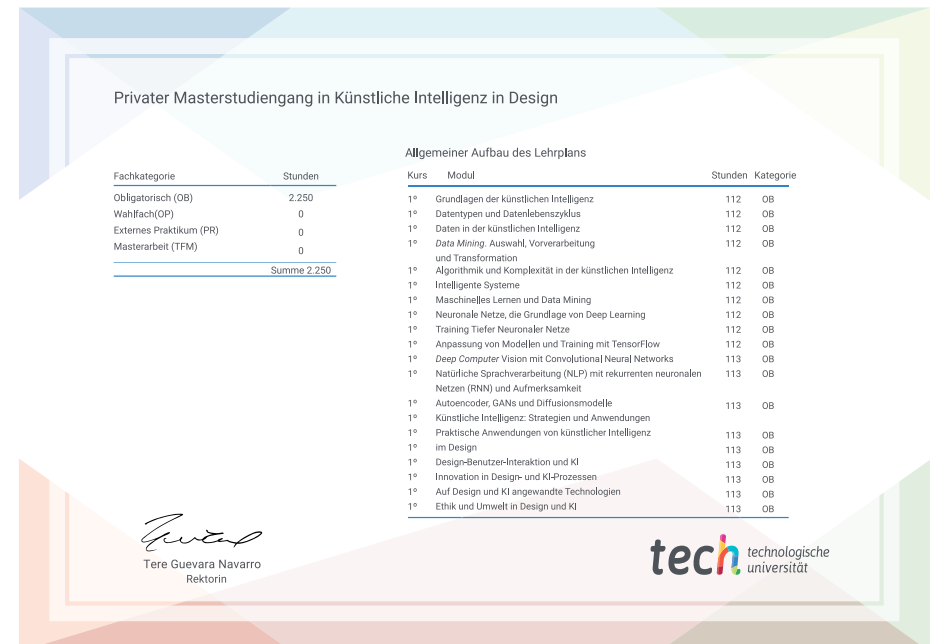 Privater Masterstudiengang in Künstliche Intelligenz in Design
Fachkategorie Stunden
Obligatorisch (OB) 2.250
Wahlfach(OP) 0
Externes Praktikum (PR) 0
Masterarbeit (TFM) 0
Summe 2.250
Allgemeiner Aufbau des Lehrplans
Kurs Modul Stunden Kategorie
1º Grundlagen der künstlichen Intelligenz 112 OB
1º Datentypen und Datenlebenszyklus 112 OB
1º Daten in der künstlichen Intelligenz 112 OB
1º Data Mining. Auswahl, Vorverarbeitung 112 OB
und Transformation
1º Algorithmik und Komplexität in der künstlichen Intelligenz 112 OB
1º Intelligente Systeme 112 OB
1º Maschinelles Lernen und Data Mining 112 OB
1º Neuronale Netze, die Grundlage von Deep Learning 112 OB
1º Training Tiefer Neuronaler Netze 112 OB
1º Anpassung von Modellen und Training mit TensorFlow 112 OB
1º Deep Computer Vision mit Convolutional Neural Networks 113 OB
1º Natürliche Sprachverarbeitung (NLP) mit rekurrenten neuronalen 113 OB
Netzen (RNN) und Aufmerksamkeit
1º Autoencoder, GANs und Diffusionsmodelle 113 OB
1º Künstliche Intelligenz: Strategien und Anwendungen
1º Praktische Anwendungen von künstlicher Intelligenz 113 OB
1º im Design 113 OB
1º Design-Benutzer-Interaktion und KI 113 OB
1º Innovation in Design- und KI-Prozessen 113 OB
1º Auf Design und KI angewandte Technologien 113 OB
1º Ethik und Umwelt in Design und KI 113 OB
Tere Guevara Navarro
Rektorin
tech technologische
universität